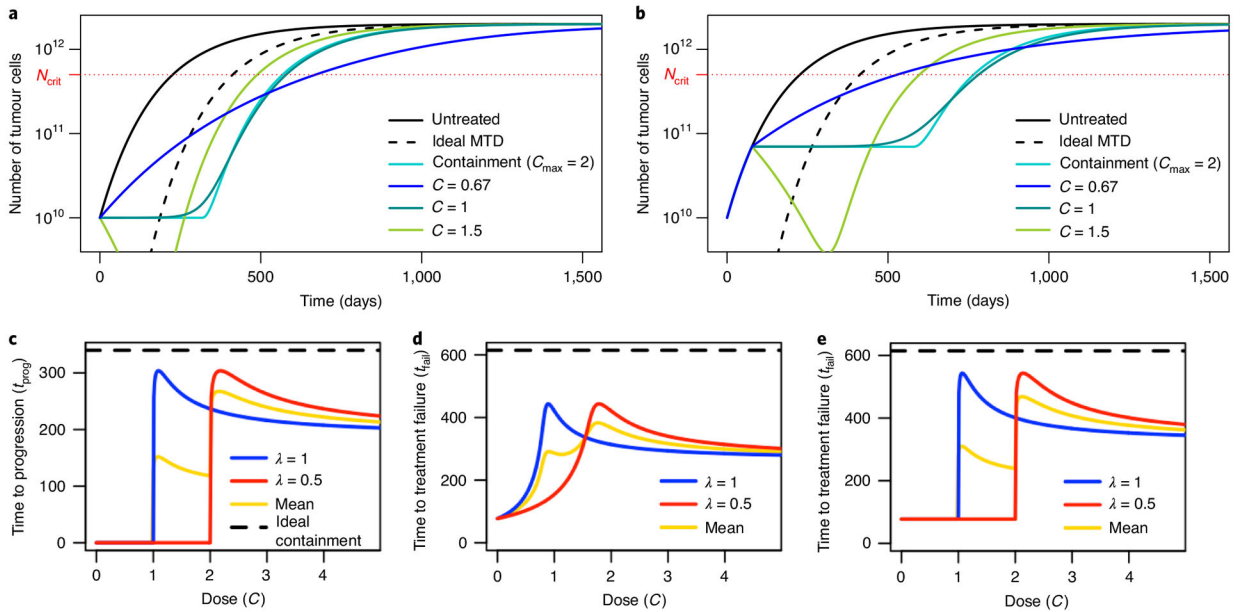 a
Number of tumour cells
10^12
N_crit
10^11
10^10
Untreated
Ideal MTD
Containment (C_max = 2)
C = 0.67
C = 1
C = 1.5
0
500
1,000
1,500
Time (days)
b
Number of tumour cells
10^12
N_crit
10^11
10^10
Untreated
Ideal MTD
Containment (C_max = 2)
C = 0.67
C = 1
C = 1.5
0
500
1,000
1,500
Time (days)
c
Time to progression (t_prog)
300
200
100
0
λ = 1
λ = 0.5
Mean
Ideal
containment
0
1
2
3
4
Dose (C)
d
Time to treatment failure (t_fail)
600
400
200
0
λ = 1
λ = 0.5
Mean
0
1
2
3
4
Dose (C)
e
Time to treatment failure (t_fail)
600
400
200
0
λ = 1
λ = 0.5
Mean
0
1
2
3
4
Dose (C)